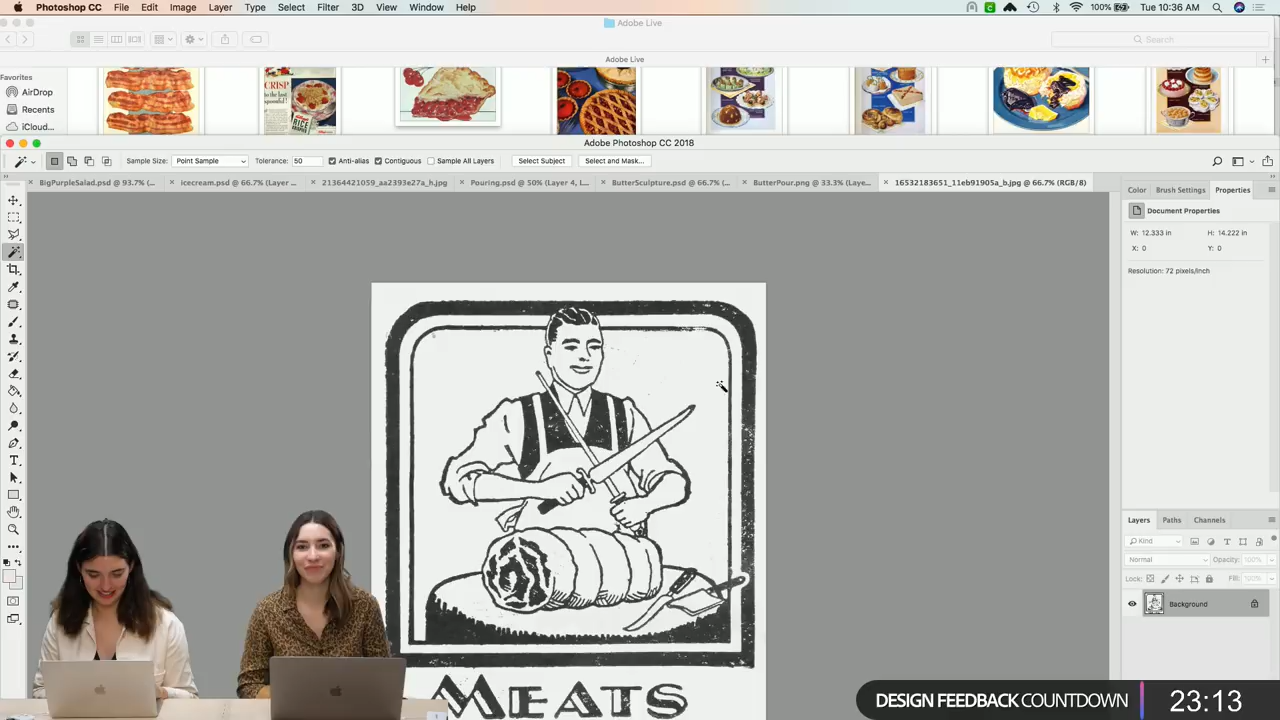 Photoshop CC File Edit Image Layer Type Select Filter 3D View Window Help 100% Tue 10:36 AM
Adobe Live
Search
Adobe Live
Favorites
AirDrop
Recents
iCloud...
CRISP
RICE
Adobe Photoshop CC 2018
Sample Size: Point Sample Tolerance: 50 Anti-alias Contiguous Sample All Layers Select Subject Select and Mask...
BigPurpleSalad.psd @ 93.7% (... icecream.psd @ 66.7% (Layer ... 21364421059_aa2393e27a_h.jpg Pouring.psd @ 50% (Layer 4, l... ButterSculpture.psd @ 66.7% (... ButterPour.png @ 33.3% (Laye... 16532183651_11eb91905a_b.jpg @ 66.7% (RGB/8)
Color Brush Settings Properties
Document Properties
W: 12.333 in H: 14.222 in
X: 0 Y: 0
Resolution: 72 pixels/inch
Layers Paths Channels
Kind
Normal Opacity: 100%
Lock: Fill: 100%
Background
MEATS
DESIGN FEEDBACK COUNTDOWN 23:13